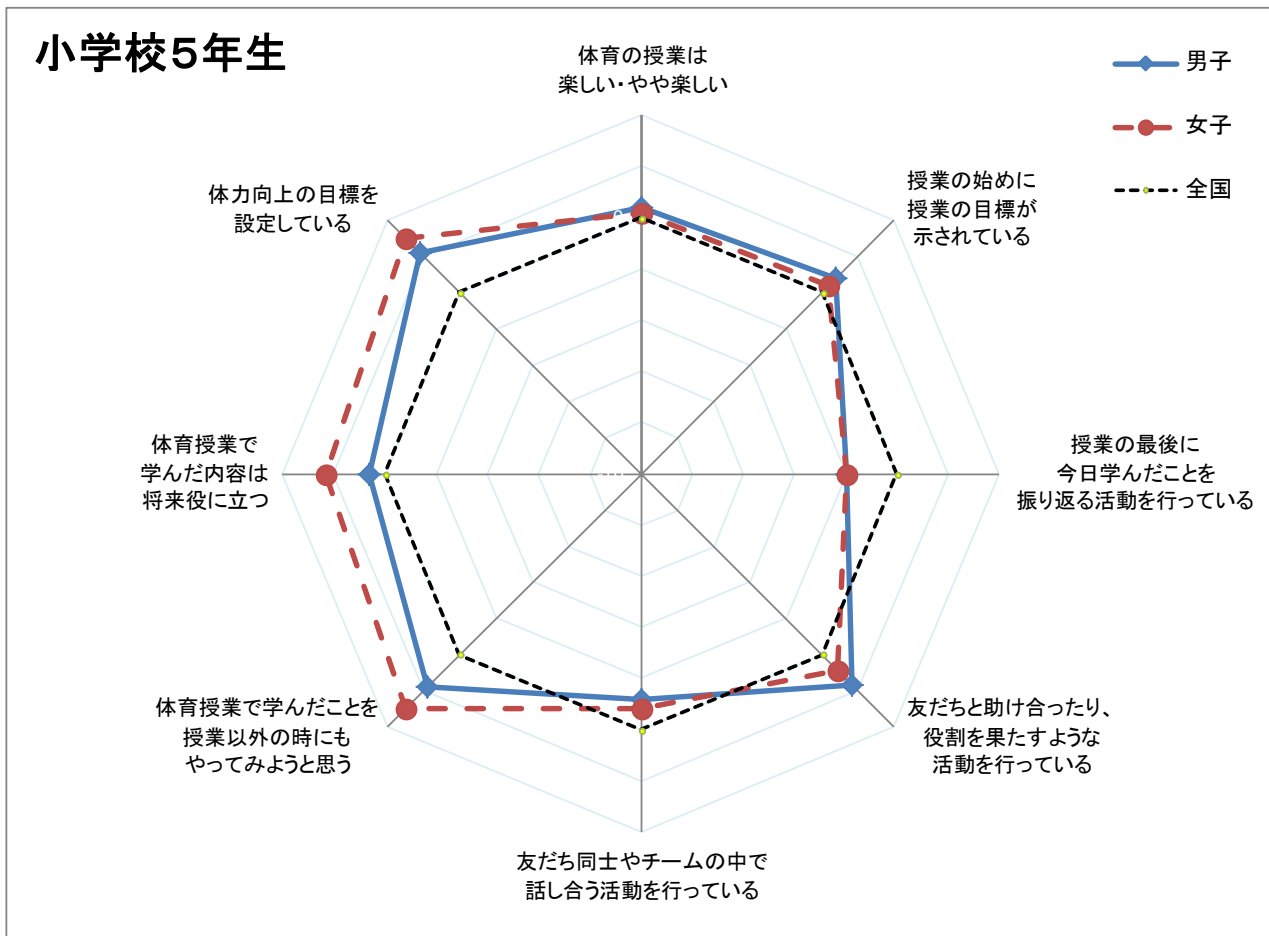 小学校5年生
体育の授業は
楽しい・やや楽しい
男子
女子
全国
授業の始めに
授業の目標が
示されている
授業の最後に
今日学んだことを
振り返る活動を行っている
友だちと助け合ったり、
役割を果たすような
活動を行っている
友だち同士やチームの中で
話し合う活動を行っている
体育授業で学んだことを
授業以外の時にも
やってみようと思う
体育授業で
学んだ内容は
将来役に立つ
体力向上の目標を
設定している